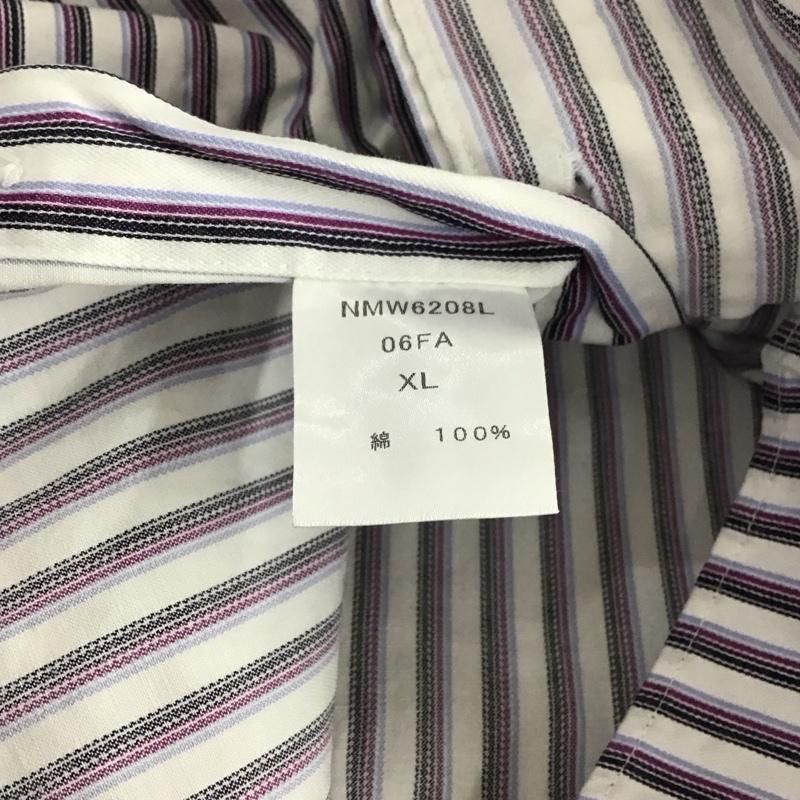 NMW6208L
06FA
XL
綿 100%